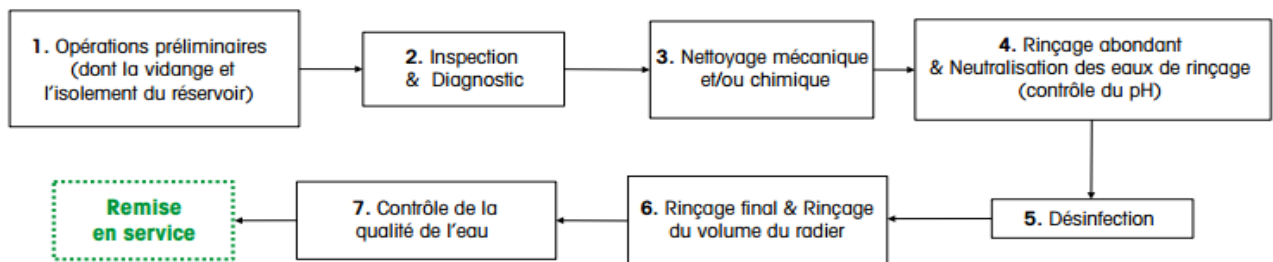 1. Opérations préliminaires
(dont la vidange et
l'isolement du réservoir)
2. Inspection
& Diagnostic
3. Nettoyage mécanique
et/ou chimique
4. Rinçage abondant
& Neutralisation des eaux de rinçage
(contrôle du pH)
5. Désinfection
6. Rinçage final & Rinçage
du volume du radier
7. Contrôle de la
qualité de l'eau
Remise
en service